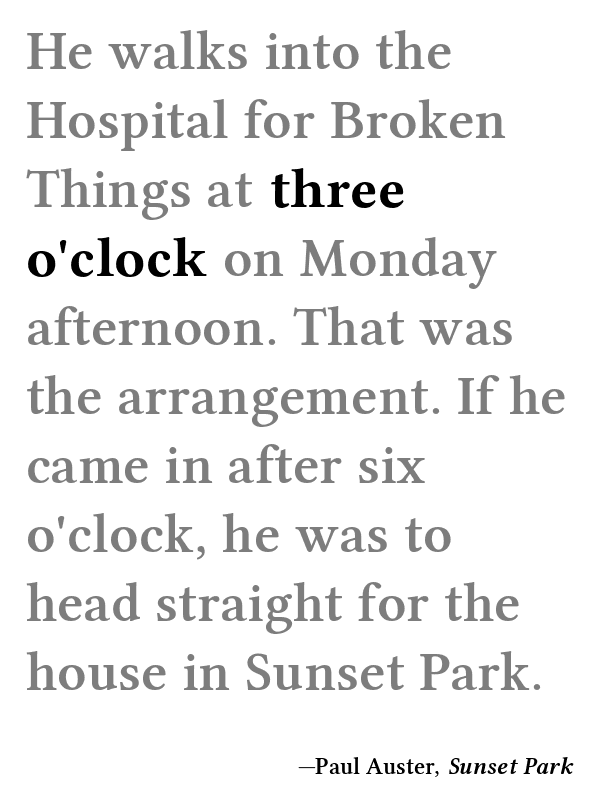 He walks into the
Hospital for Broken
Things at three
o'clock on Monday
afternoon. That was
the arrangement. If he
came in after six
o'clock, he was to
head straight for the
house in Sunset Park.
—Paul Auster, Sunset Park